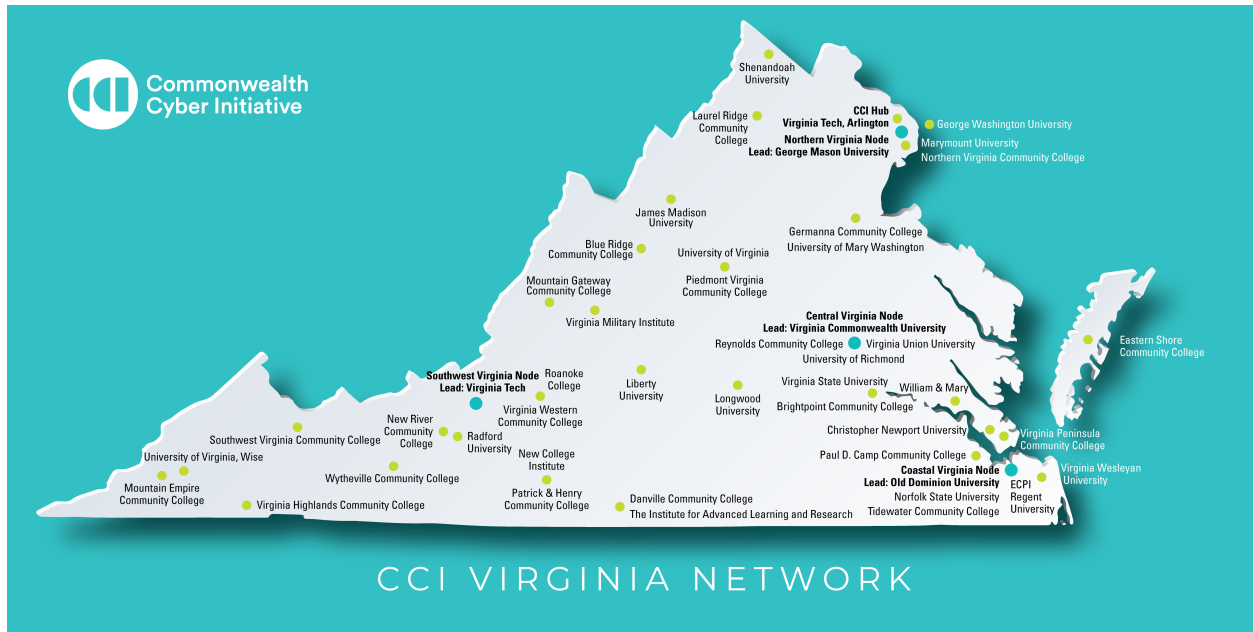 CCI
Commonwealth
Cyber Initiative
Shenandoah
University
Laurel Ridge
Community
College
CCI Hub
Virginia Tech, Arlington
Northern Virginia Node
Lead: George Mason University
George Washington University
Marymount University
Northern Virginia Community College
James Madison
University
Germanna Community College
University of Mary Washington
Blue Ridge
Community College
University of Virginia
Piedmont Virginia
Community College
Mountain Gateway
Community College
Virginia Military Institute
Central Virginia Node
Lead: Virginia Commonwealth University
Reynolds Community College
Virginia Union University
University of Richmond
Eastern Shore
Community College
Southwest Virginia Node
Lead: Virginia Tech
Roanoke
College
Virginia Western
Community College
Liberty
University
Longwood
University
Virginia State University
Brightpoint Community College
William & Mary
New River
Community
College
Radford
University
Christopher Newport University
Virginia Peninsula
Community College
Southwest Virginia Community College
University of Virginia, Wise
Mountain Empire
Community College
Wytheville Community College
New College
Institute
Patrick & Henry
Community College
Paul D. Camp Community College
Coastal Virginia Node
Lead: Old Dominion University
Norfolk State University
Tidewater Community College
ECPI
Regent
University
Virginia Wesleyan
University
Virginia Highlands Community College
Danville Community College
The Institute for Advanced Learning and Research
CCI VIRGINIA NETWORK